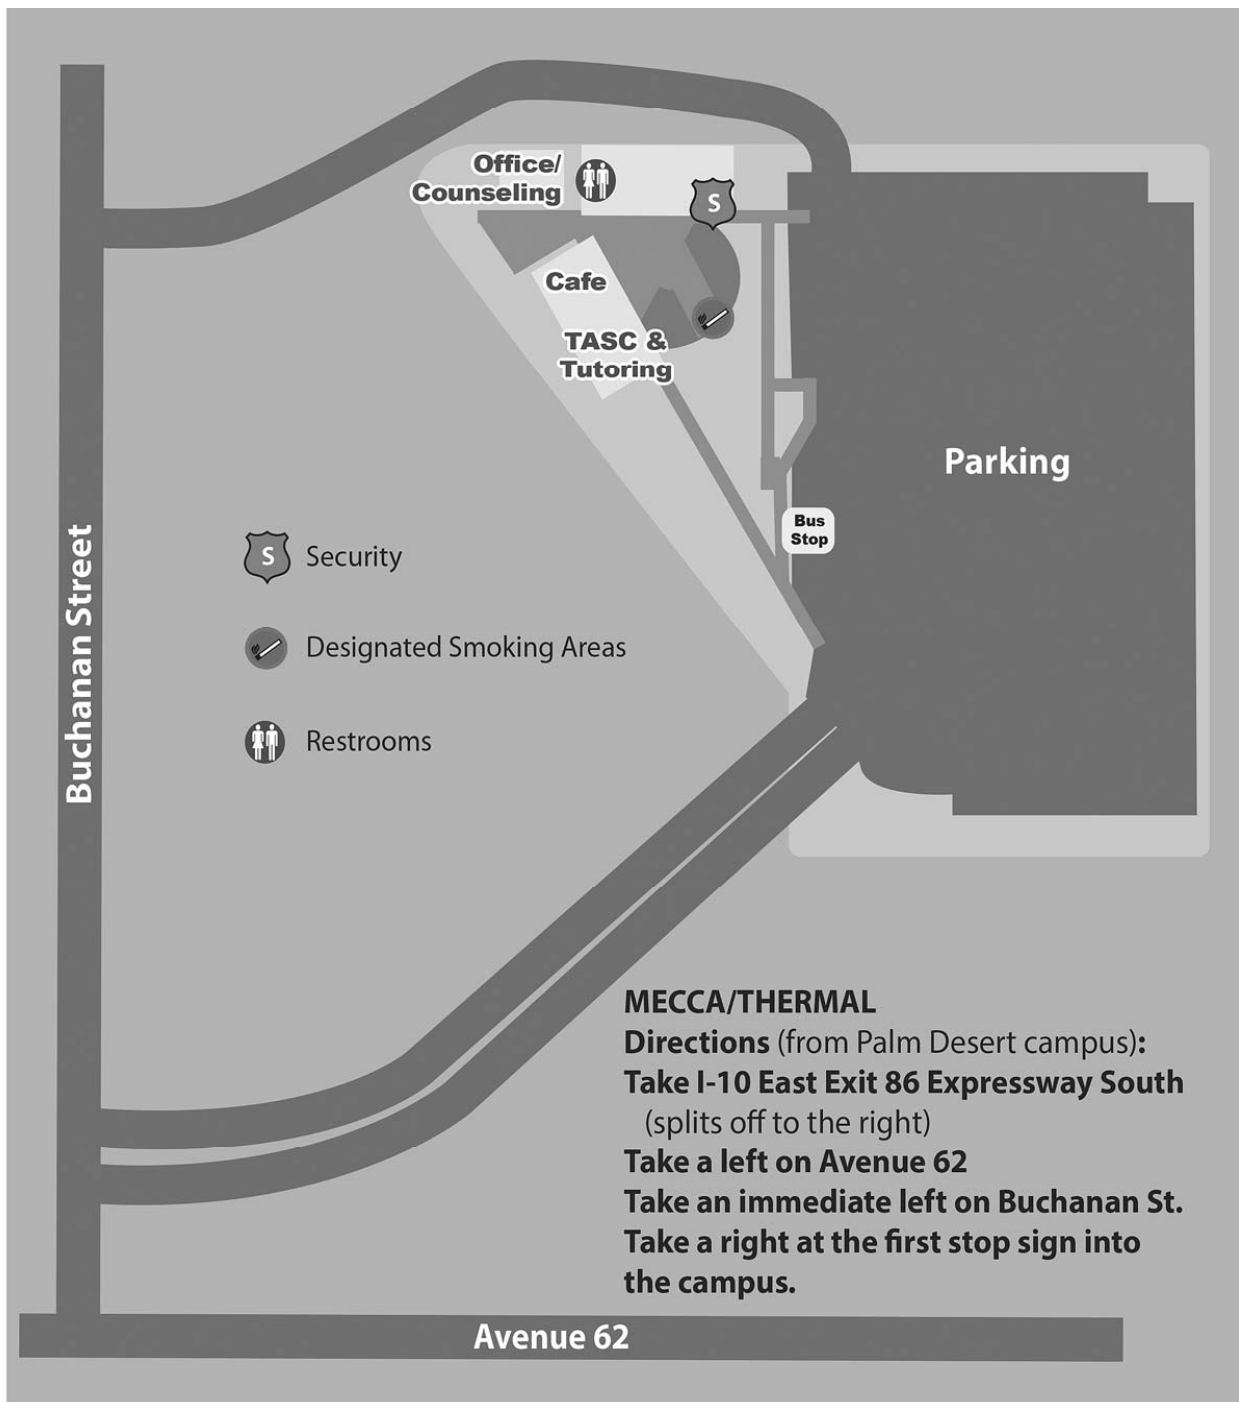 Office/
Counseling
S
Cafe
TASC &
Tutoring
Parking
Bus
Stop
Buchanan Street
S Security
Designated Smoking Areas
Restrooms
MECCA/THERMAL
Directions (from Palm Desert campus):
Take I-10 East Exit 86 Expressway South
(splits off to the right)
Take a left on Avenue 62
Take an immediate left on Buchanan St.
Take a right at the first stop sign into
the campus.
Avenue 62